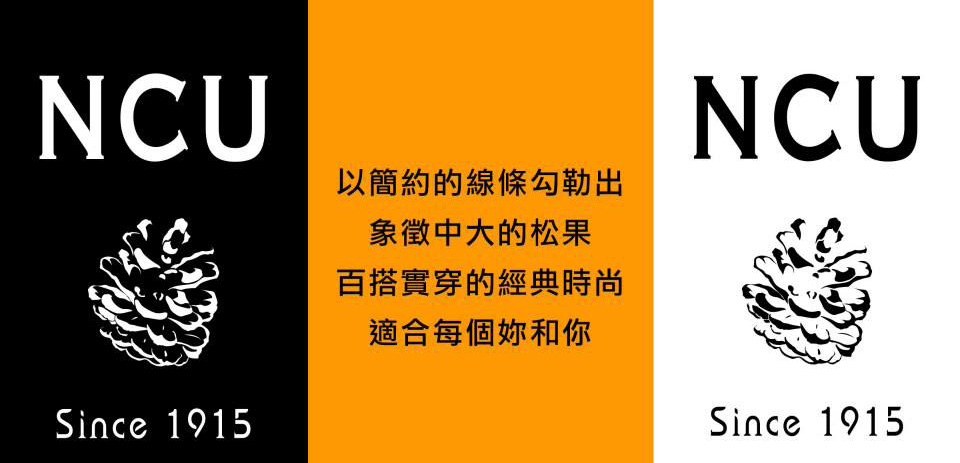 NCU
Since 1915
以簡約的線條勾勒出
象徵中大的松果
百搭實穿的經典時尚
適合每個妳和你
NCU
Since 1915